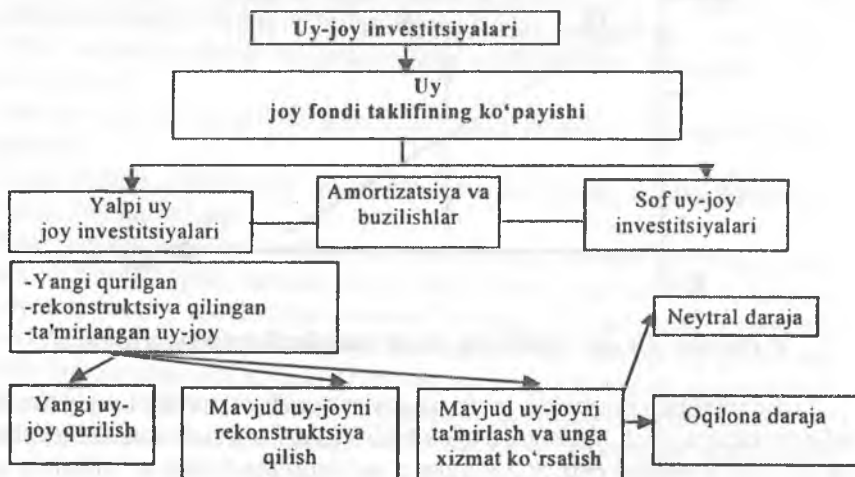 Uy-joy investitsiyalari
Uy
joy fondi taklifining ko‘payishi
Yalpi uy
joy investitsiyalari
Amortizatsiya va
buzilishlar
Sof uy-joy
investitsiyalari
-Yangi qurilgan
-rekonstruktsiya qilingan
-ta'mirlangan uy-joy
Neytral daraja
Yangi uy-
joy qurilish
Mavjud uy-joyni
rekonstruktsiya
qilish
Mavjud uy-joyni
ta'mirlash va unga
xizmat ko‘rsatish
Oqilona daraja